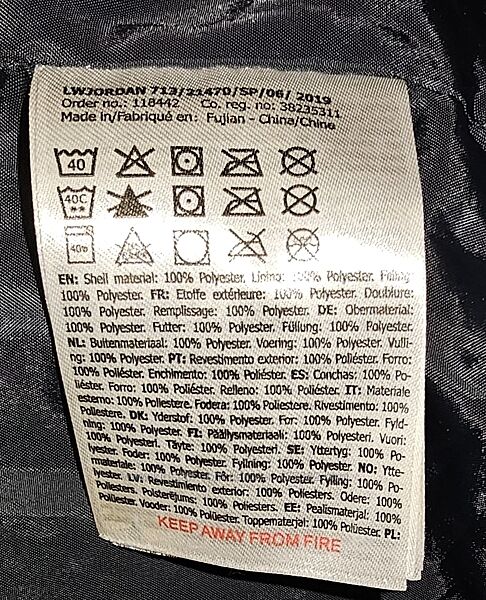 LWJORDAN 713/21470/SP/06/ 2019
Order no.: 118442 Co. reg. no: 38295311
Made in/Fabriqué en: Fujian - China/Chine
40
40C
**
40°
EN: Shell material: 100% Polyester. Lining: 100% Polyester. Filling:
100% Polyester. FR: Etoffe extérieure: 100% Polyester. Doublure:
100% Polyester. Remplissage: 100% Polyester. DE: Obermaterial:
100% Polyester. Futter: 100% Polyester. Füllung: 100% Polyester.
NL: Buitenmateriaal: 100% Polyester. Voering: 100% Polyester. Vulli-
ng: 100% Polyester. PT: Revestimento exterior: 100% Poliéster. Forro:
100% Poliéster. Enchimento: 100% Poliéster. ES: Conchas: 100% Po-
liéster. Forro: 100% Poliéster. Relleno: 100% Poliéster. IT: Materiale
esterno: 100% Poliestere. Fodera: 100% Poliestere. Rivestimento: 100%
Poliestere. DK: Yderstof: 100% Polyester. For: 100% Polyester. Fyld-
ning: 100% Polyester. FI: Päällysmateriaali: 100% Polyesteri. Vuori:
100% Polyesteri. Täyte: 100% Polyesteri. SE: Yttertyg: 100% Po-
lyester. Foder: 100% Polyester. Fyllning: 100% Polyester. NO: Ytte-
rmateriale: 100% Polyester. Fôr: 100% Polyester. Fylling: 100% Po-
lyester. LV: Revestimento exterior: 100% Poliesters. Odere: 100%
Poliesters. Polsterējums: 100% Poliesters. EE: Pealismaterjal: 100%
Polüester. Vooder: 100% Polüester. Toppematerjal: 100% Polüester. PL:
KEEP AWAY FROM FIRE